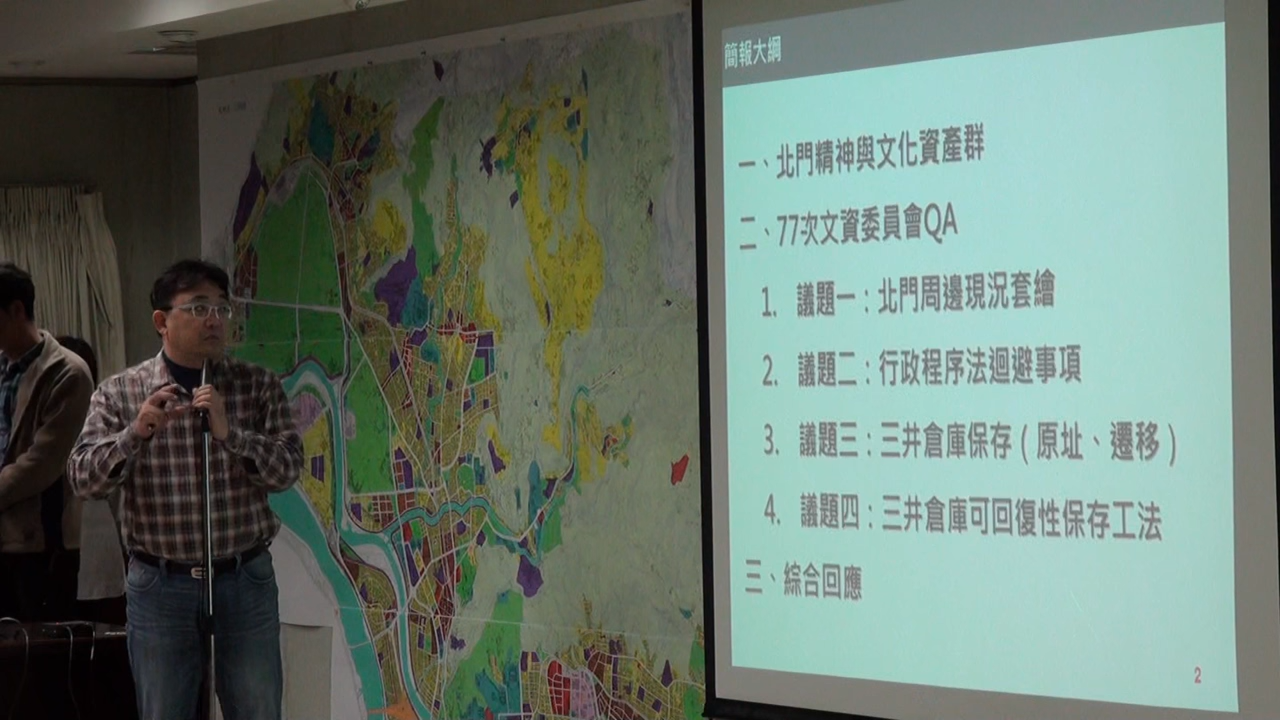 簡報大綱
一、北門精神與文化資產群
二、77次文資委員會QA
1. 議題一：北門周邊現況套繪
2. 議題二：行政程序法迴避事項
3. 議題三：三井倉庫保存（原址、遷移）
4. 議題四：三井倉庫可回復性保存工法
三、綜合回應
2